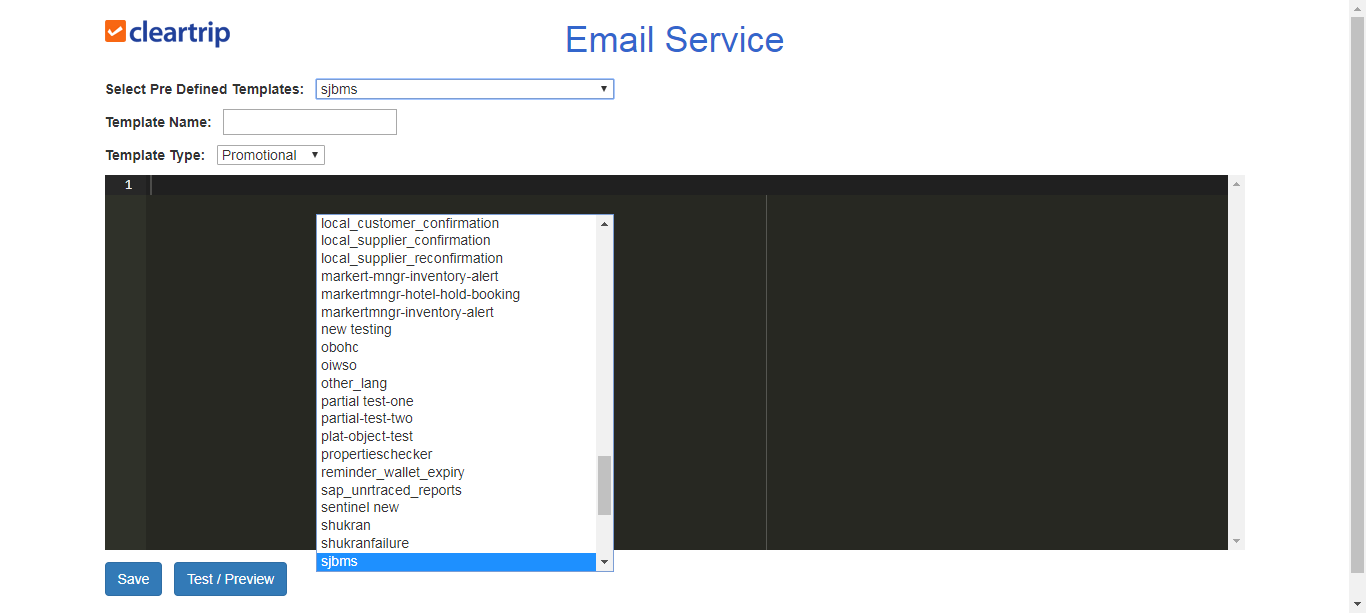 cleartrip
Email Service
Select Pre Defined Templates: sjbms
Template Name:
Template Type: Promotional
1
local_customer_confirmation
local_supplier_confirmation
local_supplier_reconfirmation
markert-mngr-inventory-alert
markertmngr-hotel-hold-booking
markertmngr-inventory-alert
new testing
obohc
oiwso
other_lang
partial test-one
partial-test-two
plat-object-test
propertieschecker
reminder_wallet_expiry
sap_unrtraced_reports
sentinel new
shukran
shukranfailure
sjbms
Save Test / Preview